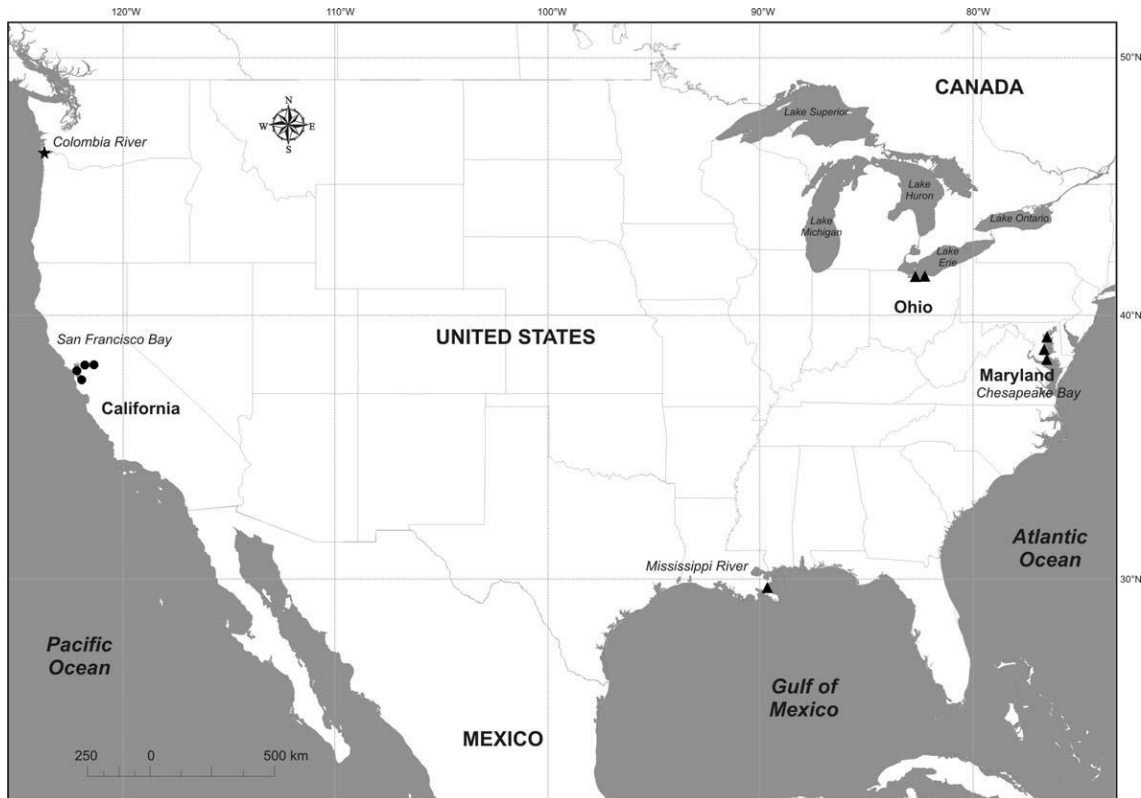 120°W 110°W 100°W 90°W 80°W
50°N
CANADA
N
W E
S
Lake Superior
Colombia River
Lake
Huron
Lake Ontario
Lake
Michigan
Lake
Erie
Ohio
40°N
San Francisco Bay
UNITED STATES
Maryland
Chesapeake Bay
California
Atlantic
Ocean
Mississippi River
30°N
Pacific
Ocean
Gulf of
Mexico
MEXICO
250 0 500 km